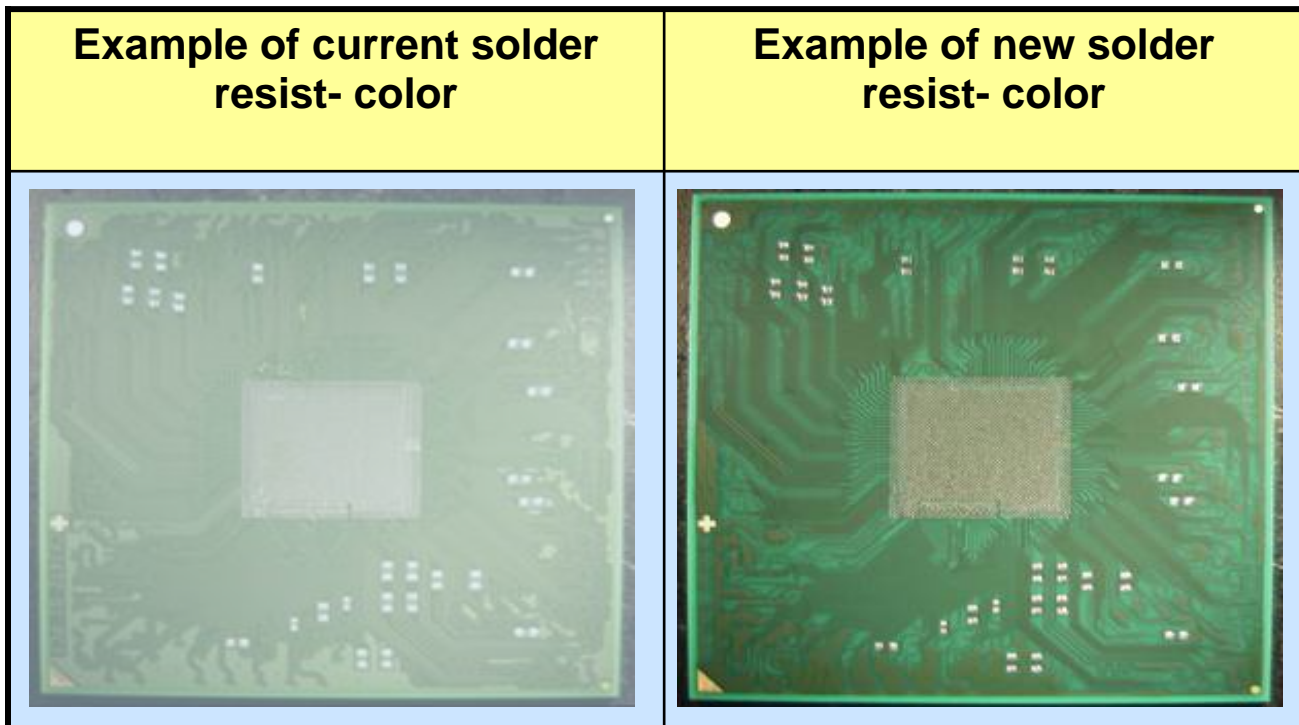 Example of current solder
resist- color
Example of new solder
resist- color